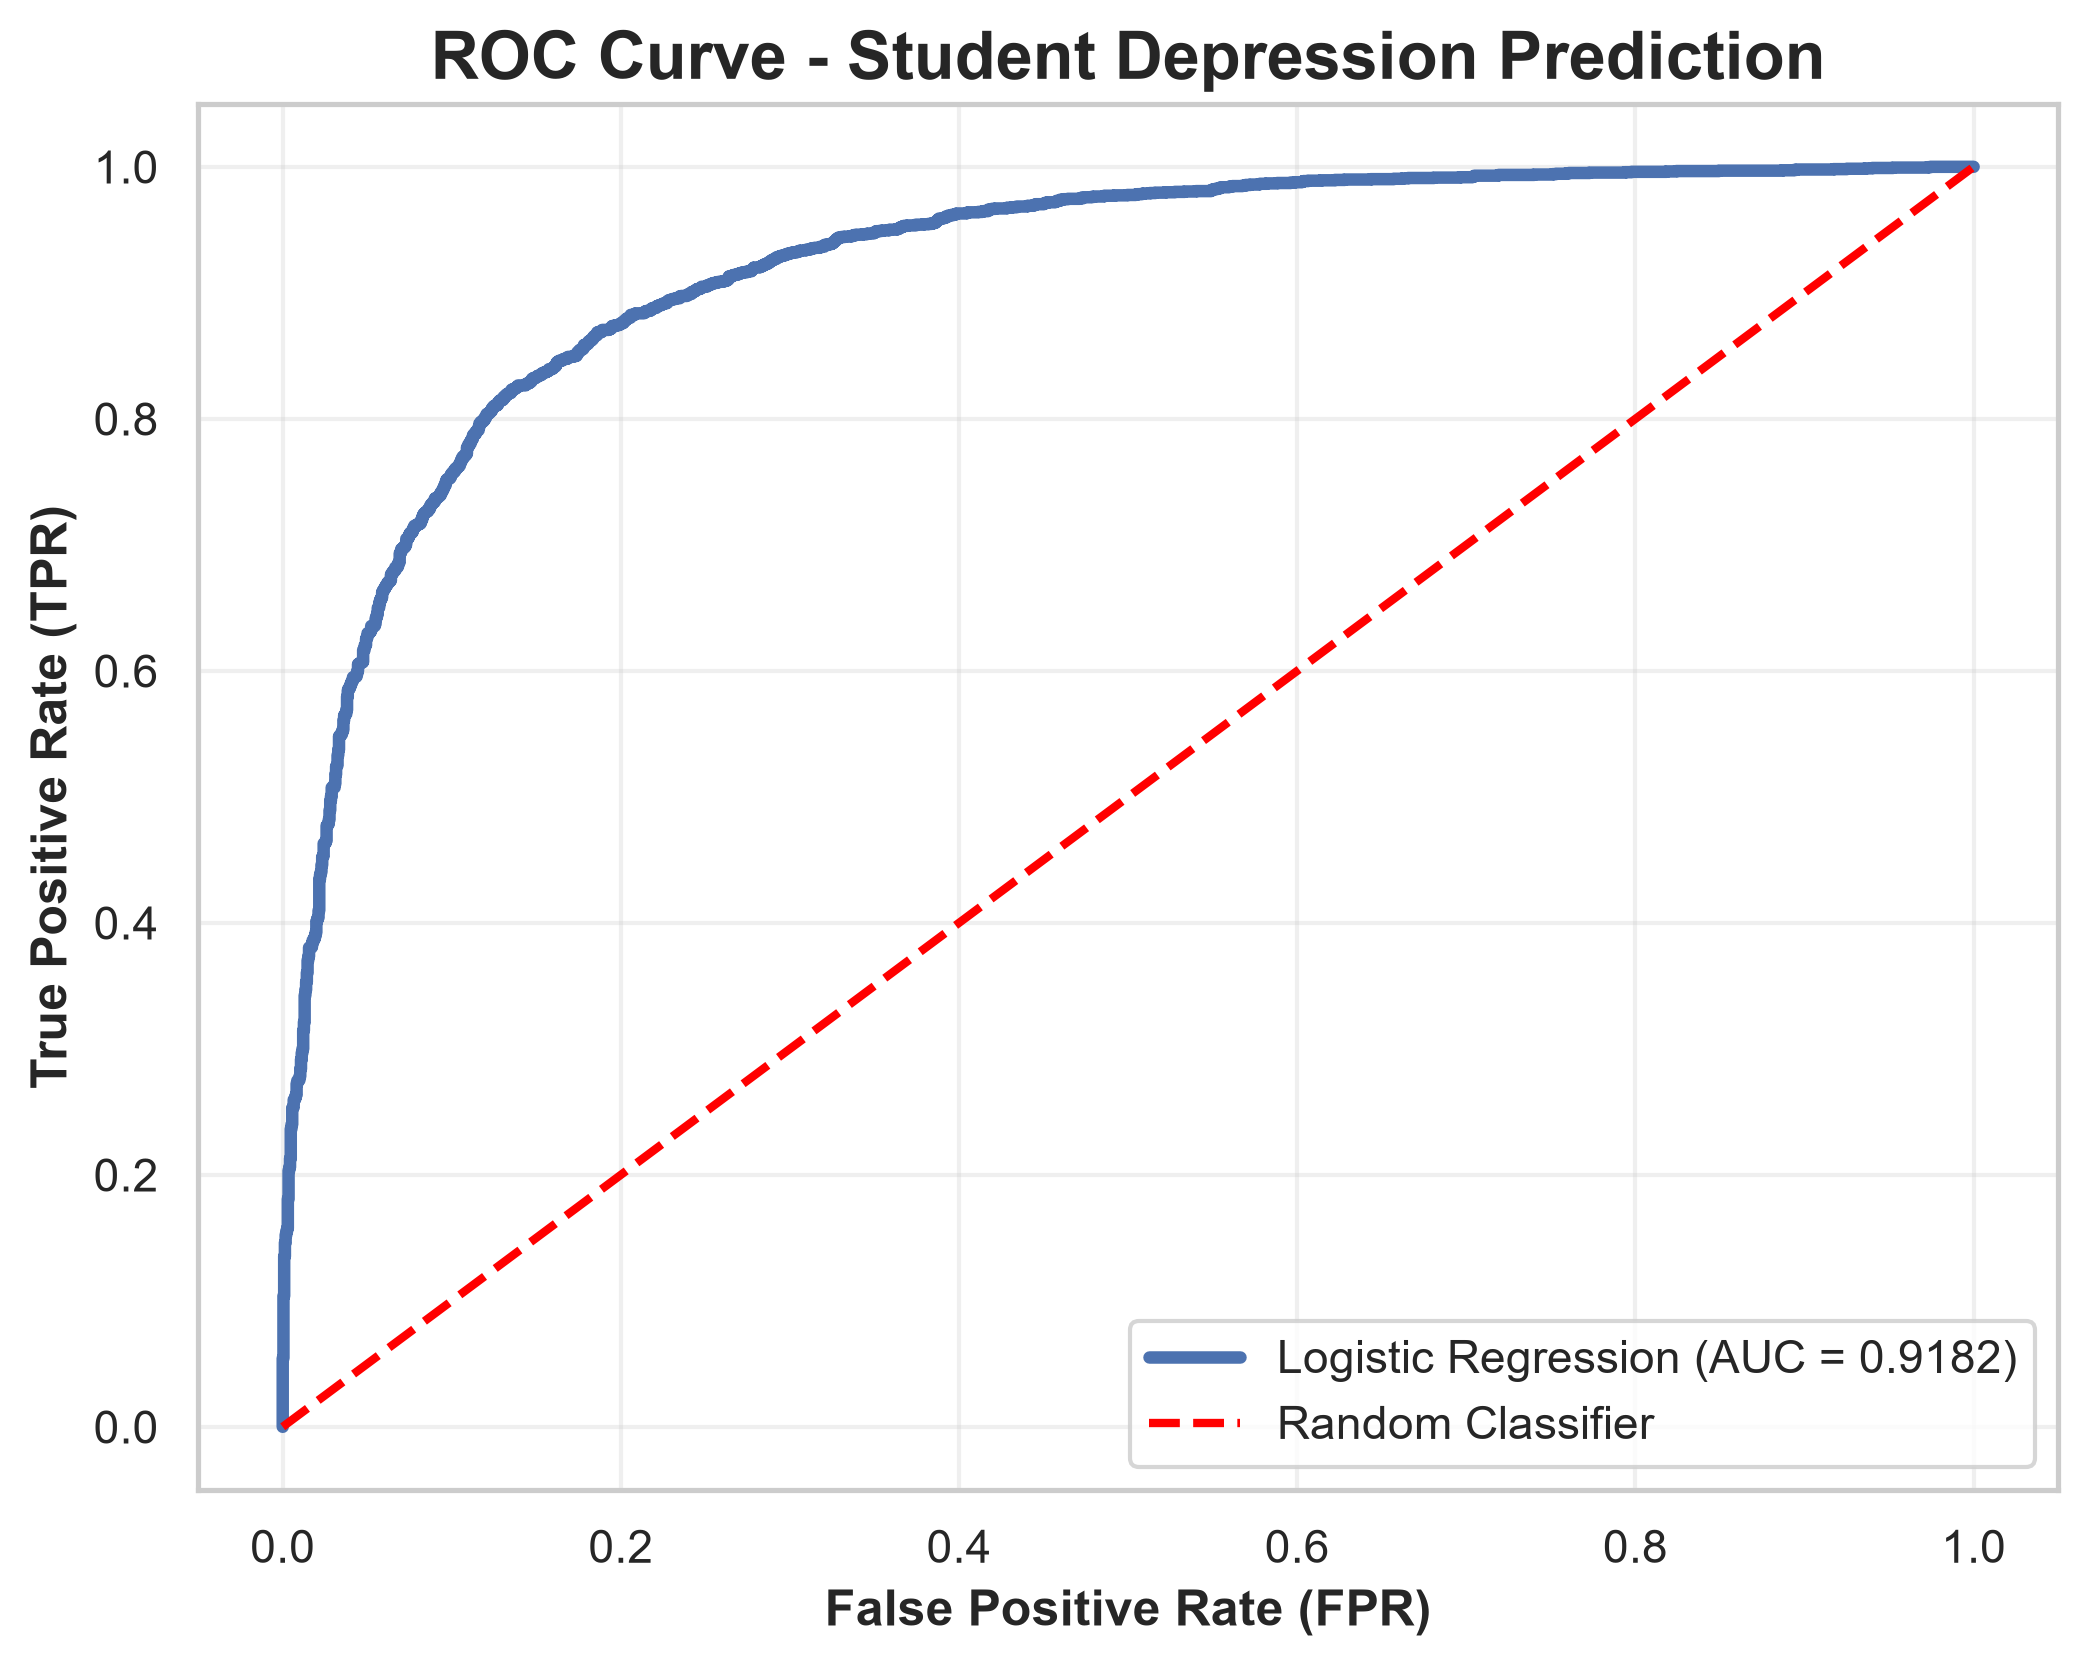 ROC Curve - Student Depression Prediction
True Positive Rate (TPR)
1.0
0.8
0.6
0.4
0.2
0.0
Logistic Regression (AUC = 0.9182)
Random Classifier
0.0 0.2 0.4 0.6 0.8 1.0
False Positive Rate (FPR)